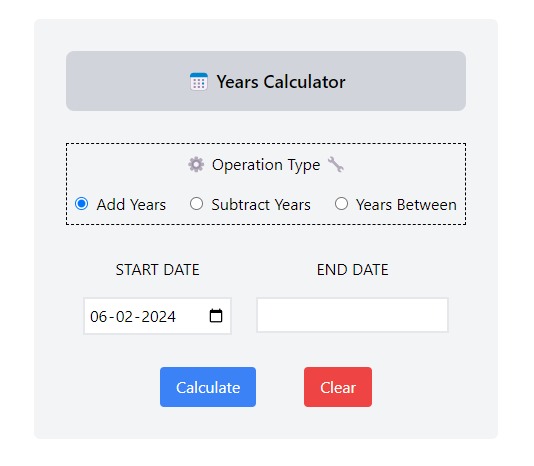 Years Calculator
Operation Type
Add Years Subtract Years Years Between
START DATE END DATE
06-02-2024
Calculate Clear